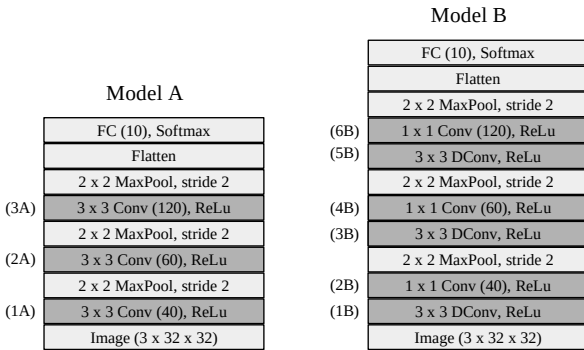 Model A
FC (10), Softmax
Flatten
2 x 2 MaxPool, stride 2
(3A) 3 x 3 Conv (120), ReLu
2 x 2 MaxPool, stride 2
(2A) 3 x 3 Conv (60), ReLu
2 x 2 MaxPool, stride 2
(1A) 3 x 3 Conv (40), ReLu
Image (3 x 32 x 32)
Model B
FC (10), Softmax
Flatten
2 x 2 MaxPool, stride 2
(6B) 1 x 1 Conv (120), ReLu
(5B) 3 x 3 DConv, ReLu
2 x 2 MaxPool, stride 2
(4B) 1 x 1 Conv (60), ReLu
(3B) 3 x 3 DConv, ReLu
2 x 2 MaxPool, stride 2
(2B) 1 x 1 Conv (40), ReLu
(1B) 3 x 3 DConv, ReLu
Image (3 x 32 x 32)